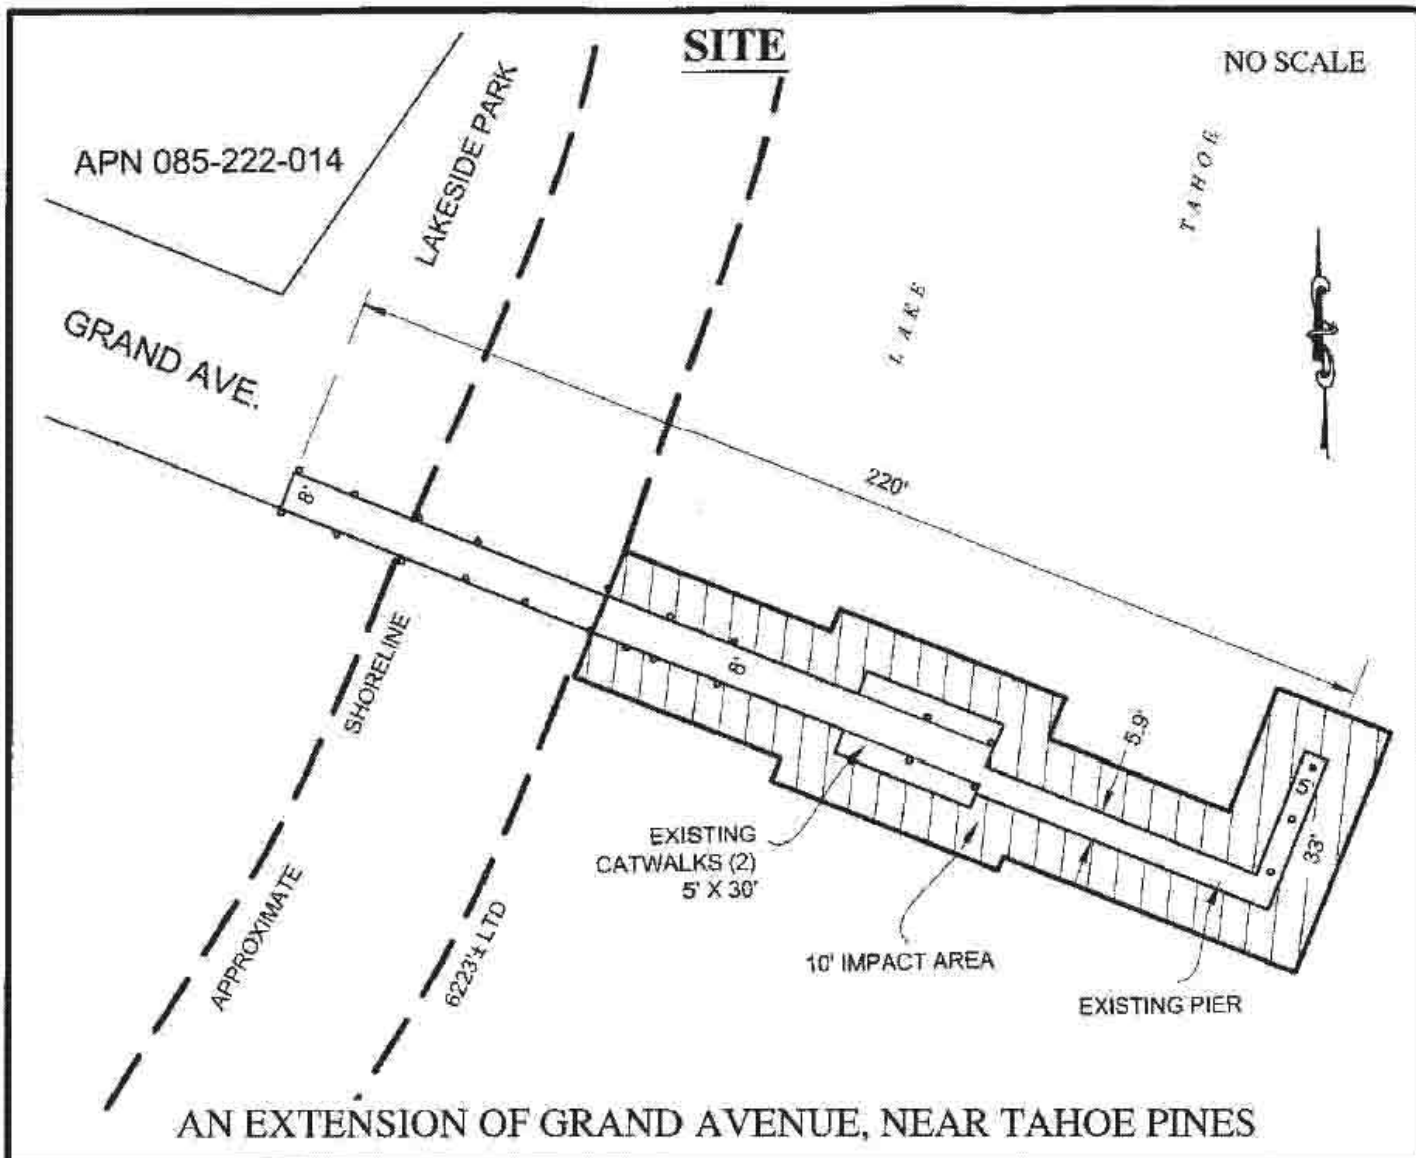 SITE
NO SCALE
APN 085-222-014
LAKESIDE PARK
LAKE TAHOE
GRAND AVE.
220'
8'
8'
5.9'
5'
33'
SHORELINE
APPROXIMATE
6223'± LTD
EXISTING
CATWALKS (2)
5' X 30'
10' IMPACT AREA
EXISTING PIER
AN EXTENSION OF GRAND AVENUE, NEAR TAHOE PINES